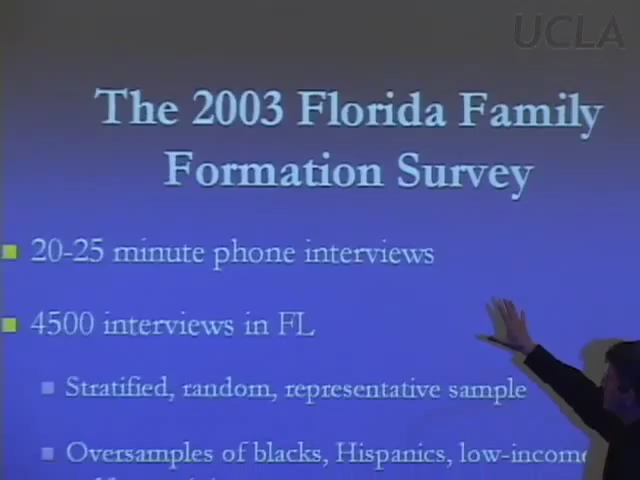 UCLA
The 2003 Florida Family
Formation Survey
20-25 minute phone interviews
4500 interviews in FL
Stratified, random, representative sample
Oversamples of blacks, Hispanics, low-income